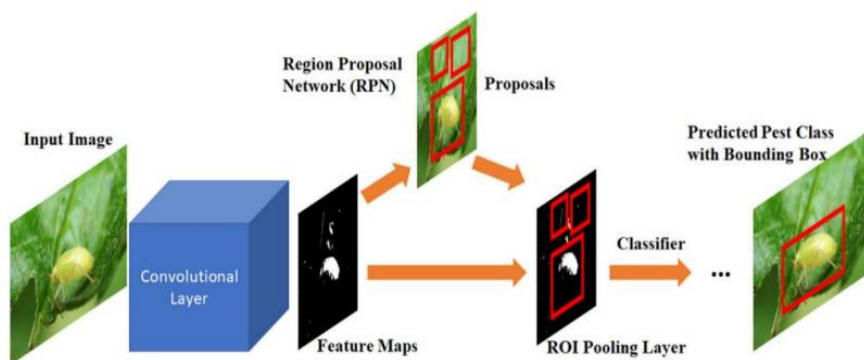 Input Image
Convolutional
Layer
Feature Maps
Region Proposal
Network (RPN)
Proposals
ROI Pooling Layer
Classifier
...
Predicted Pest Class
with Bounding Box